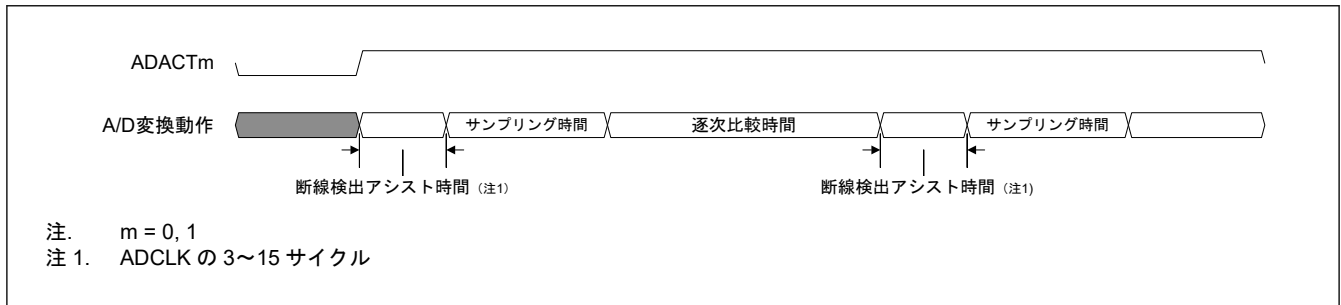 ADACTm
A/D変換動作
サンプリング時間
逐次比較時間
サンプリング時間
断線検出アシスト時間（注1）
断線検出アシスト時間（注1）
注. m = 0, 1
注 1. ADCLK の 3～15 サイクル